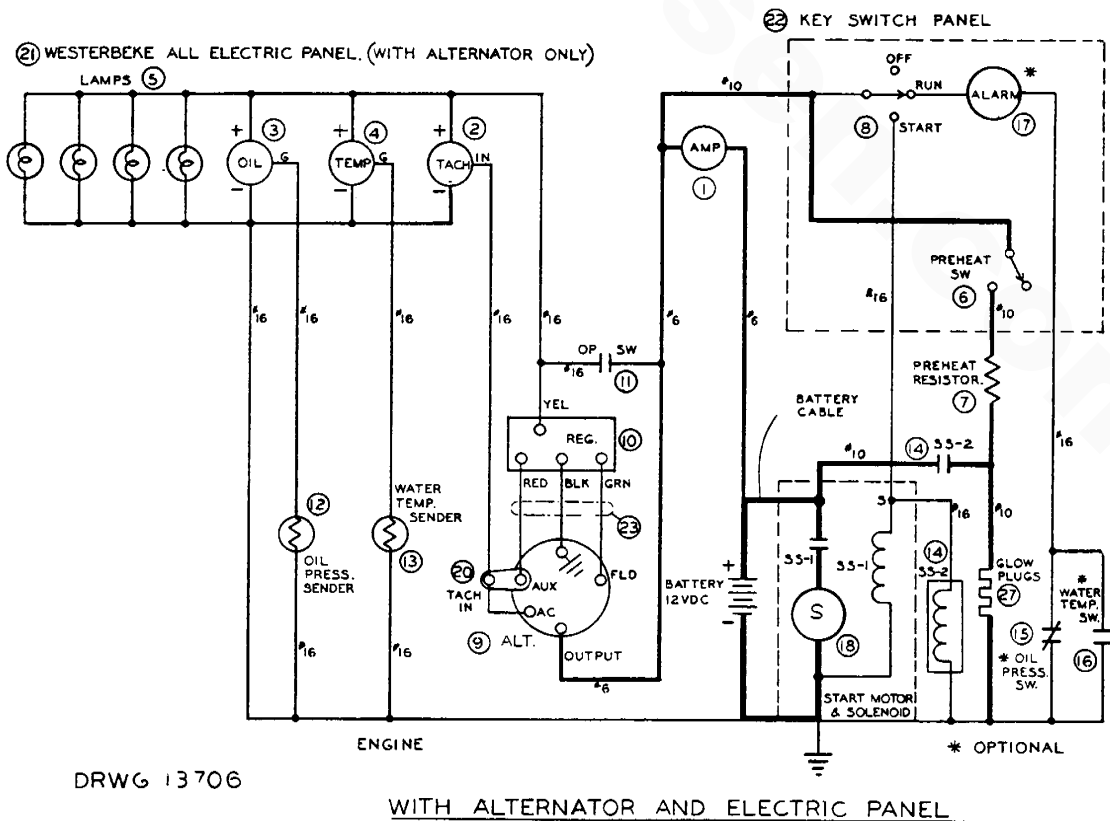 22 KEY SWITCH PANEL
21 WESTERBEKE ALL ELECTRIC PANEL. (WITH ALTERNATOR ONLY)
LAMPS 5
OFF
#10
RUN
ALARM
*
17
8
START
+
3
OIL
G
-
+
4
TEMP
G
-
+
2
TACH
IN
-
AMP
1
PREHEAT
SW
6
#10
#16
#16
#16
#16
#16
#16
#6
#6
#16
OP SW
#16
11
PREHEAT
RESISTOR.
7
YEL
REG.
10
BATTERY
CABLE
RED
BLK
GRN
#10
14
SS-2
#16
23
12
OIL
PRESS.
SENDER
WATER
TEMP.
SENDER
13
S
#16
#10
SS-1
SS-1
14
SS-2
GLOW
PLUGS
27
20
TACH
IN
AUX
FLD
AC
9 ALT.
OUTPUT
#6
+
BATTERY
12VDC
-
S
18
*
WATER
TEMP.
SW.
16
15
* OIL
PRESS.
SW.
#16
#16
START MOTOR
& SOLENOID
ENGINE
* OPTIONAL
DRWG 13706
WITH ALTERNATOR AND ELECTRIC PANEL